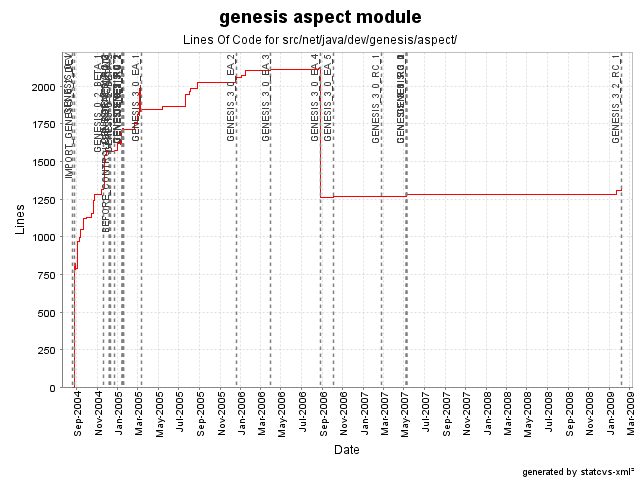 genesis aspect module
Lines Of Code for src/net/java/dev/genesis/aspect/
Lines
2000
1750
1500
1250
1000
750
500
250
0
GENESIS_3_0_EA_1
GENESIS_3_0_EA_2
GENESIS_3_0_EA_3
GENESIS_3_0_EA_4
GENESIS_3_0_EA_5
GENESIS_3_0_RC_1
GENESIS_3_2_RC_1
Sep-2004
Nov-2004
Jan-2005
Mar-2005
May-2005
Jul-2005
Sep-2005
Nov-2005
Jan-2006
Mar-2006
May-2006
Jul-2006
Sep-2006
Nov-2006
Jan-2007
Mar-2007
May-2007
Jul-2007
Sep-2007
Nov-2007
Jan-2008
Mar-2008
May-2008
Jul-2008
Sep-2008
Nov-2008
Jan-2009
Mar-2009
Date
generated by statcvs-xml²